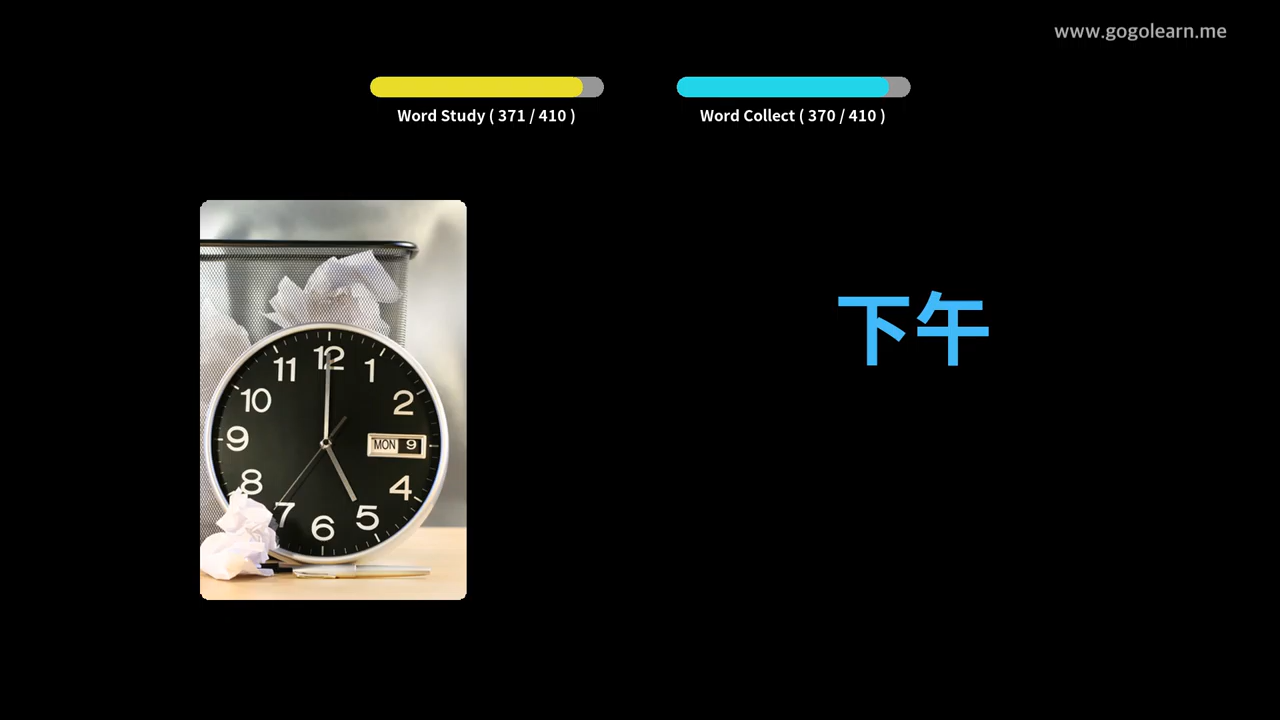 www.gogolearn.me
Word Study ( 371 / 410 )
Word Collect ( 370 / 410 )
下午
12
11
1
10
2
9
MON 9
8
4
7
5
6